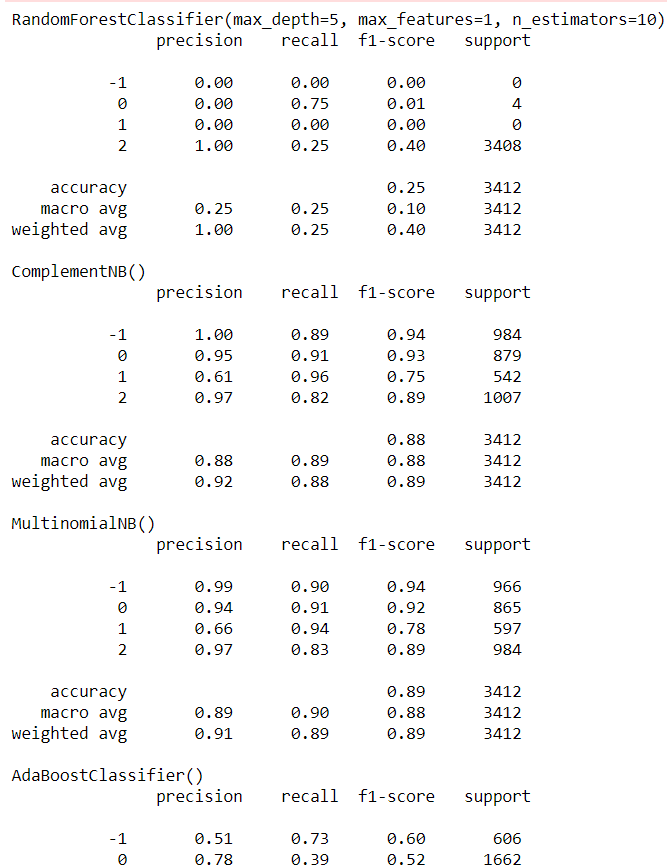 RandomForestClassifier(max_depth=5, max_features=1, n_estimators=10)
precision recall f1-score support
-1 0.00 0.00 0.00 0
0 0.00 0.75 0.01 4
1 0.00 0.00 0.00 0
2 1.00 0.25 0.40 3408
accuracy 0.25 3412
macro avg 0.25 0.25 0.10 3412
weighted avg 1.00 0.25 0.40 3412
ComplementNB()
precision recall f1-score support
-1 1.00 0.89 0.94 984
0 0.95 0.91 0.93 879
1 0.61 0.96 0.75 542
2 0.97 0.82 0.89 1007
accuracy 0.88 3412
macro avg 0.88 0.89 0.88 3412
weighted avg 0.92 0.88 0.89 3412
MultinomialNB()
precision recall f1-score support
-1 0.99 0.90 0.94 966
0 0.94 0.91 0.92 865
1 0.66 0.94 0.78 597
2 0.97 0.83 0.89 984
accuracy 0.89 3412
macro avg 0.89 0.90 0.88 3412
weighted avg 0.91 0.89 0.89 3412
AdaBoostClassifier()
precision recall f1-score support
-1 0.51 0.73 0.60 606
0 0.78 0.39 0.52 1662